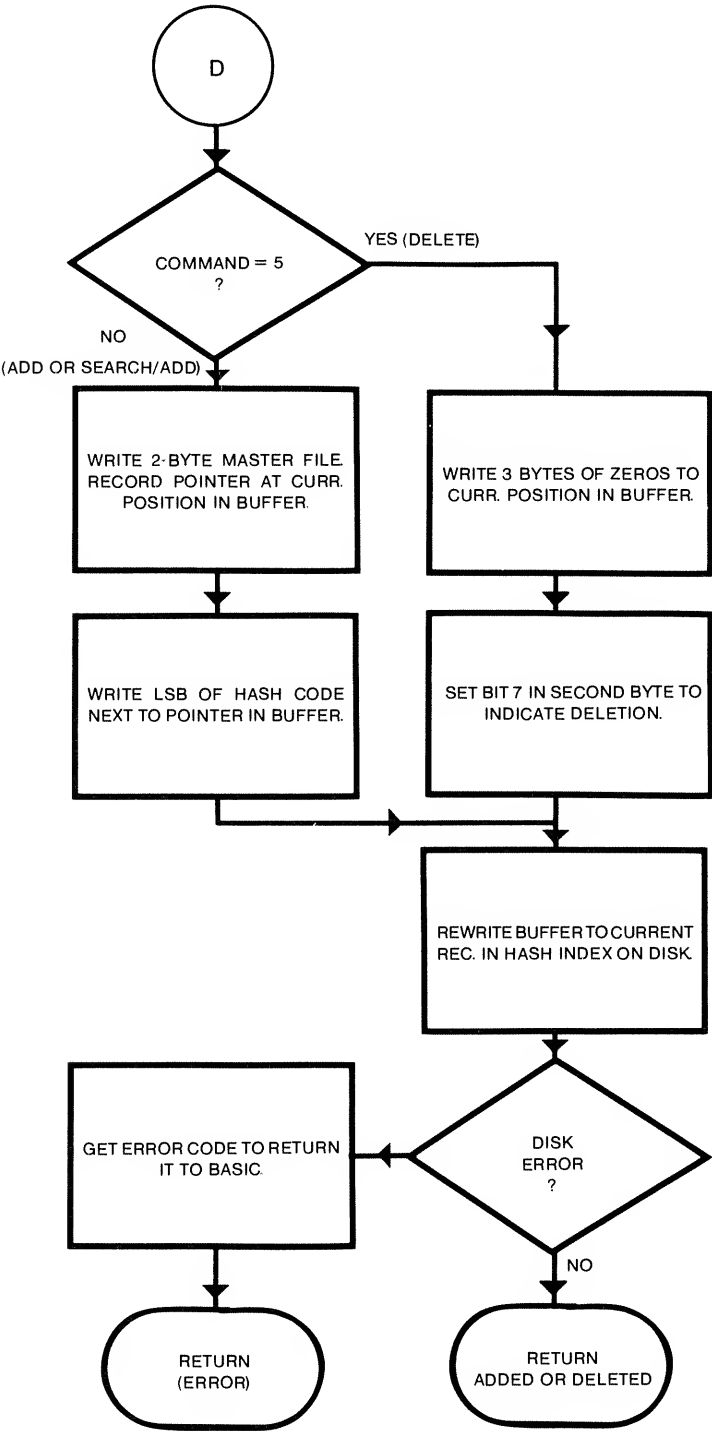 D
COMMAND = 5
?
YES (DELETE)
NO
(ADD OR SEARCH/ADD)
WRITE 2-BYTE MASTER FILE.
RECORD POINTER AT CURR.
POSITION IN BUFFER.
WRITE 3 BYTES OF ZEROS TO
CURR. POSITION IN BUFFER.
WRITE LSB OF HASH CODE
NEXT TO POINTER IN BUFFER.
SET BIT 7 IN SECOND BYTE TO
INDICATE DELETION.
REWRITE BUFFER TO CURRENT
REC. IN HASH INDEX ON DISK.
GET ERROR CODE TO RETURN
IT TO BASIC.
DISK
ERROR
?
NO
RETURN
(ERROR)
RETURN
ADDED OR DELETED